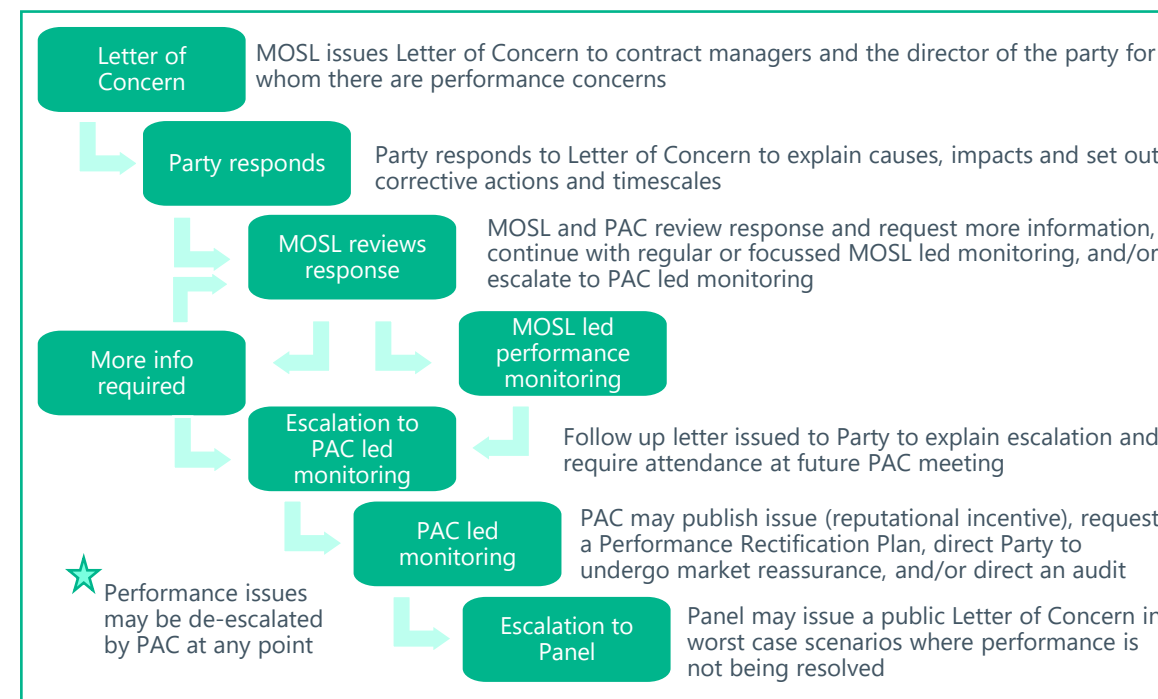 Letter of
Concern
MOSL issues Letter of Concern to contract managers and the director of the party for
whom there are performance concerns
Party responds
Party responds to Letter of Concern to explain causes, impacts and set out
corrective actions and timescales
MOSL reviews
response
MOSL and PAC review response and request more information,
continue with regular or focussed MOSL led monitoring, and/or
escalate to PAC led monitoring
More info
required
MOSL led
performance
monitoring
Escalation to
PAC led
monitoring
Follow up letter issued to Party to explain escalation and
require attendance at future PAC meeting
PAC led
monitoring
PAC may publish issue (reputational incentive), request
a Performance Rectification Plan, direct Party to
undergo market reassurance, and/or direct an audit
Performance issues
may be de-escalated
by PAC at any point
Escalation to
Panel
Panel may issue a public Letter of Concern in
worst case scenarios where performance is
not being resolved